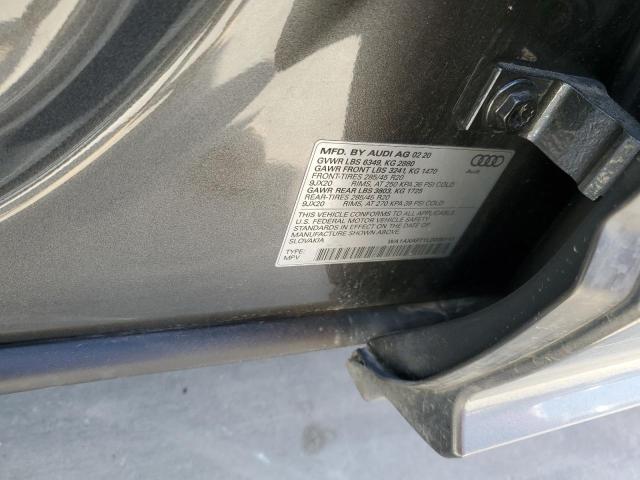 MFD. BY AUDI AG 02 20
GVWR LBS 6349, KG 2880
GAWR FRONT LBS 3241, KG 1470
FRONT-TIRES 285/45 R20
9JX20 RIMS, AT 250 KPA 36 PSI COLD
GAWR REAR LBS 3803, KG 1725
REAR-TIRES 285/45 R20
9JX20 RIMS, AT 270 KPA 39 PSI COLD
THIS VEHICLE CONFORMS TO ALL APPLICABLE
U.S. FEDERAL MOTOR VEHICLE SAFETY
STANDARDS IN EFFECT ON THE DATE OF
MANUFACTURE SHOWN ABOVE
SLOVAKIA
TYPE:
MPV
Audi